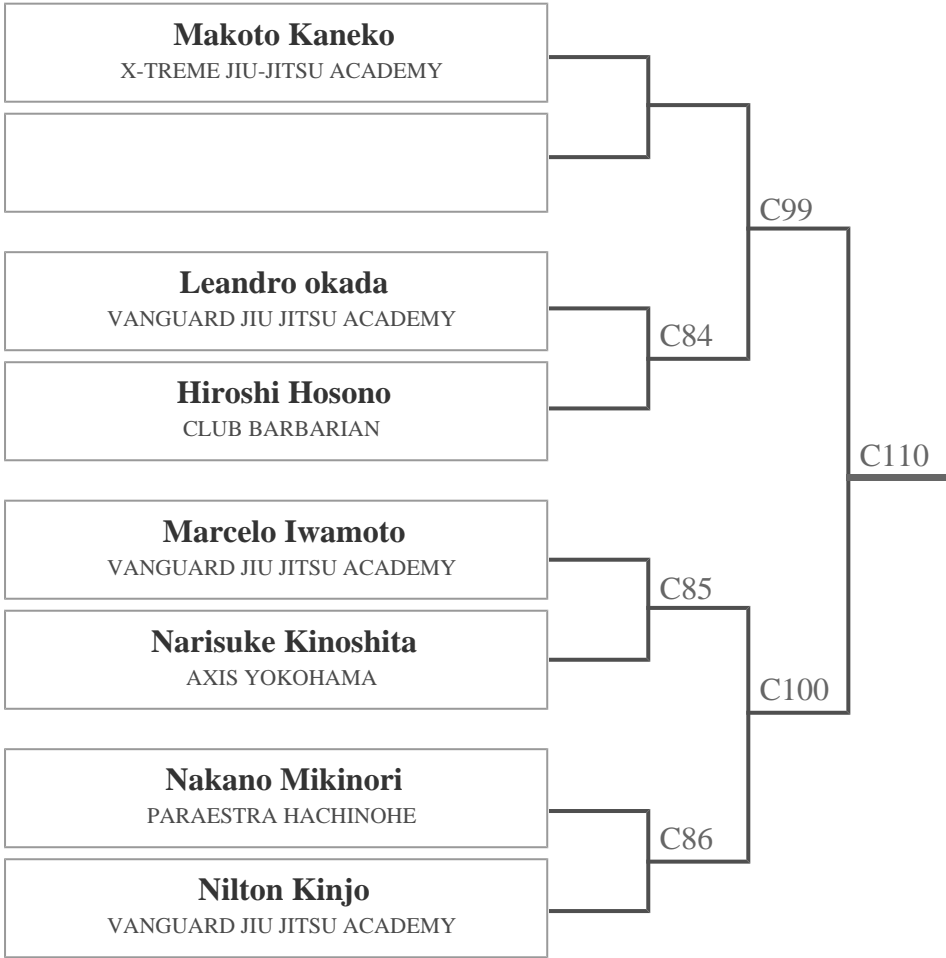 Makoto Kaneko
X-TREME JIU-JITSU ACADEMY
C99
Leandro okada
VANGUARD JIU JITSU ACADEMY
C84
Hiroshi Hosono
CLUB BARBARIAN
C110
Marcelo Iwamoto
VANGUARD JIU JITSU ACADEMY
C85
Narisuke Kinoshita
AXIS YOKOHAMA
C100
Nakano Mikinori
PARAESTRA HACHINOHE
C86
Nilton Kinjo
VANGUARD JIU JITSU ACADEMY